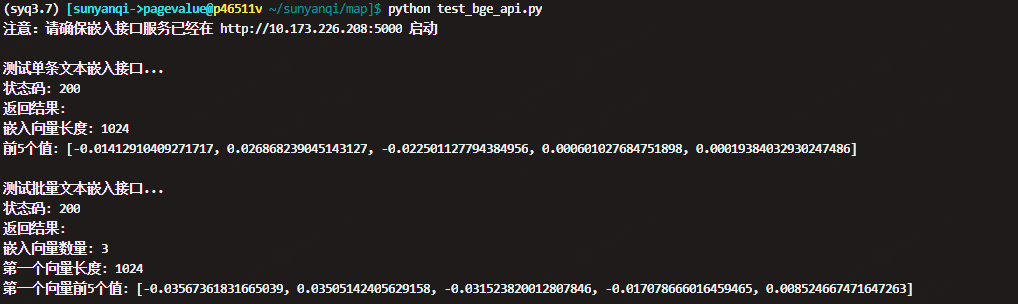 (syq3.7) [sunyanqi->pagevalue@p46511v ~/sunyanqi/map]$ python test_bge_api.py
注意：请确保嵌入接口服务已经在 http://10.173.226.208:5000 启动
测试单条文本嵌入接口...
状态码: 200
返回结果:
嵌入向量长度: 1024
前5个值: [-0.01412910409271717, 0.026868239045143127, -0.022501127794384956, 0.000601027684751898, 0.00019384032930247486]
测试批量文本嵌入接口...
状态码: 200
返回结果:
嵌入向量数量: 3
第一个向量长度: 1024
第一个向量前5个值: [-0.03567361831665039, 0.03505142405629158, -0.031523820012807846, -0.017078666016459465, 0.008524667471647263]